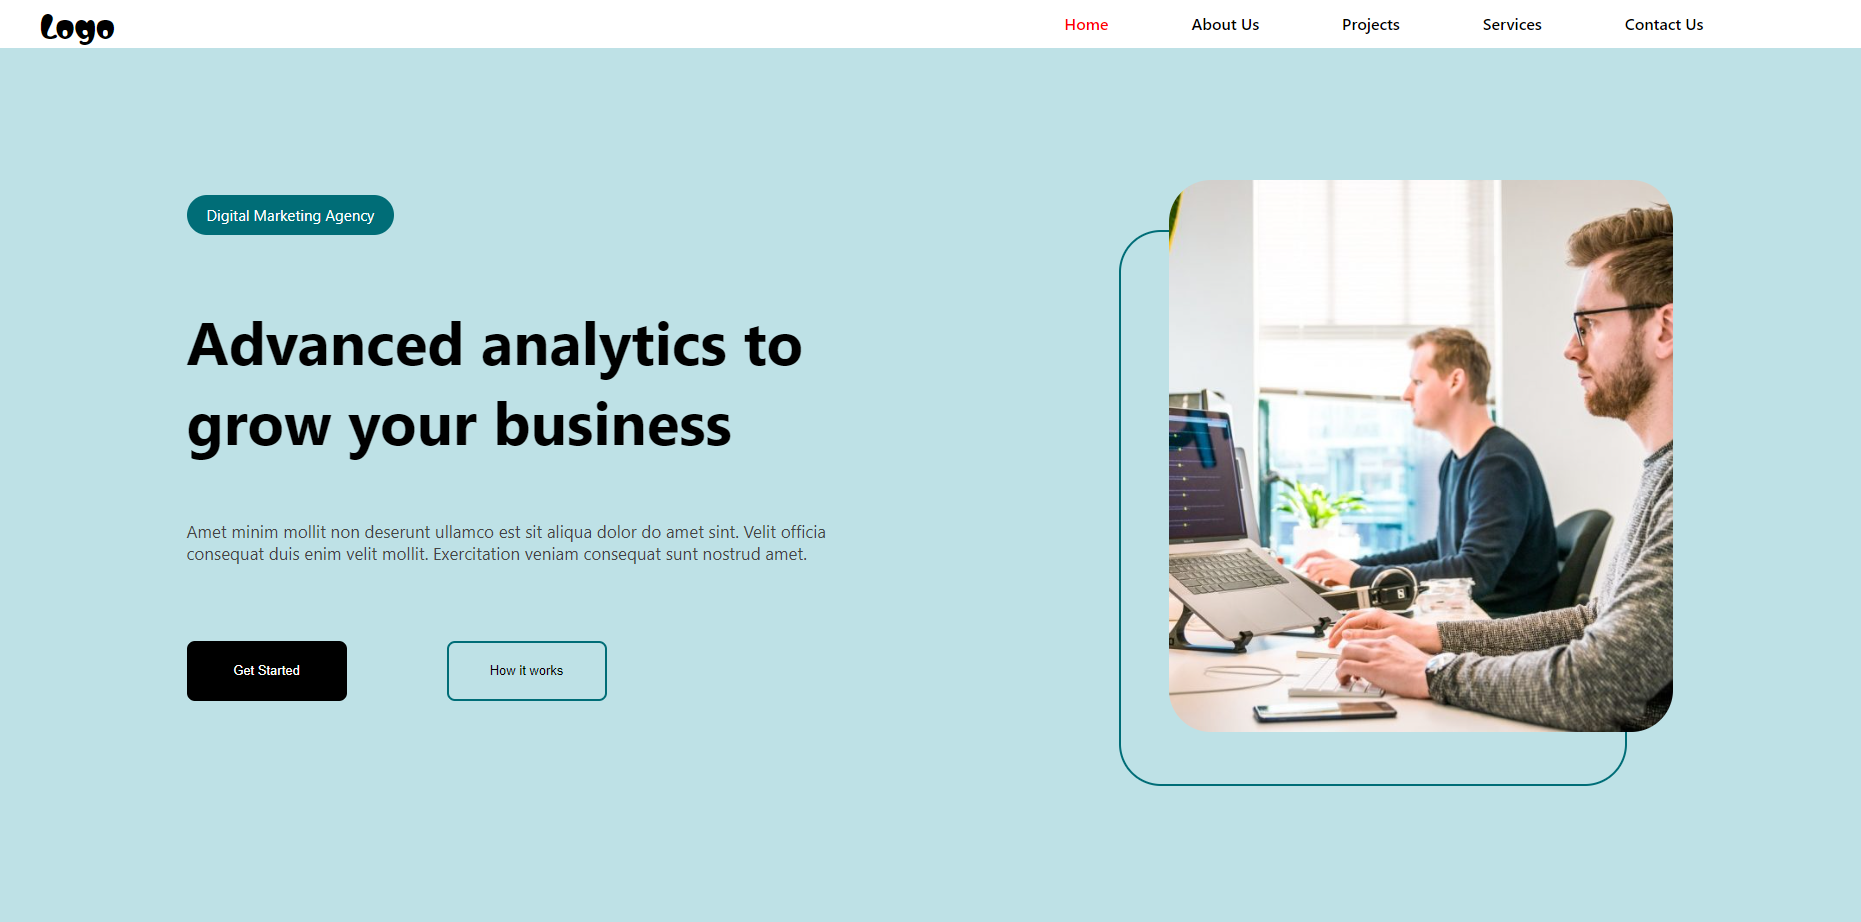 Logo
Home About Us Projects Services Contact Us
Digital Marketing Agency
Advanced analytics to
grow your business
Amet minim mollit non deserunt ullamco est sit aliqua dolor do amet sint. Velit officia
consequat duis enim velit mollit. Exercitation veniam consequat sunt nostrud amet.
Get Started
How it works